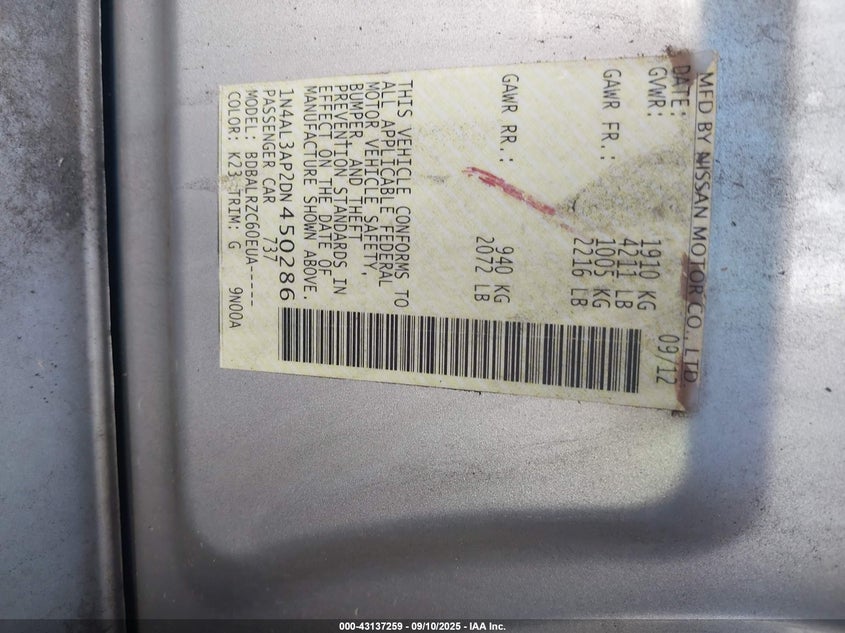 MFD BY NISSAN MOTOR CO., LTD
DATE: 09/12
GVWR: 1910 KG
4211 LB
GAWR FR.: 1005 KG
2216 LB
GAWR RR.: 940 KG
2072 LB
THIS VEHICLE CONFORMS TO
ALL APPLICABLE FEDERAL
MOTOR VEHICLE SAFETY,
BUMPER, AND THEFT
PREVENTION STANDARDS IN
EFFECT ON THE DATE OF
MANUFACTURE SHOWN ABOVE.
1N4AL3AP2DN450286
PASSENGER CAR 737
MODEL: BDBALRZC60EUA-----
COLOR: K23 TRIM: G 9N00A
000-43137259 - 09/10/2025 - IAA Inc.